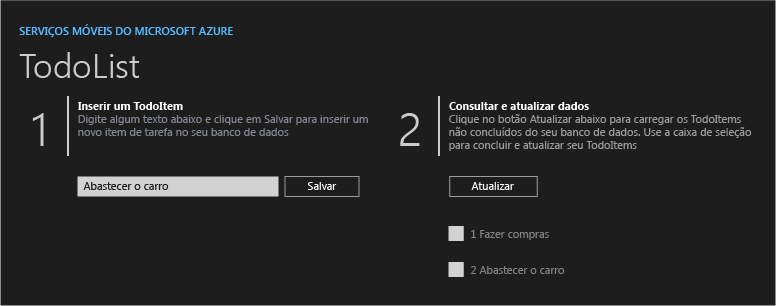 SERVIÇOS MÓVEIS DO MICROSOFT AZURE
TodoList
1
Inserir um TodoItem
Digite algum texto abaixo e clique em Salvar para inserir um
novo item de tarefa no seu banco de dados
Abastecer o carro
Salvar
2
Consultar e atualizar dados
Clique no botão Atualizar abaixo para carregar os TodoItems
não concluídos do seu banco de dados. Use a caixa de seleção
para concluir e atualizar seu TodoItems
Atualizar
1 Fazer compras
2 Abastecer o carro